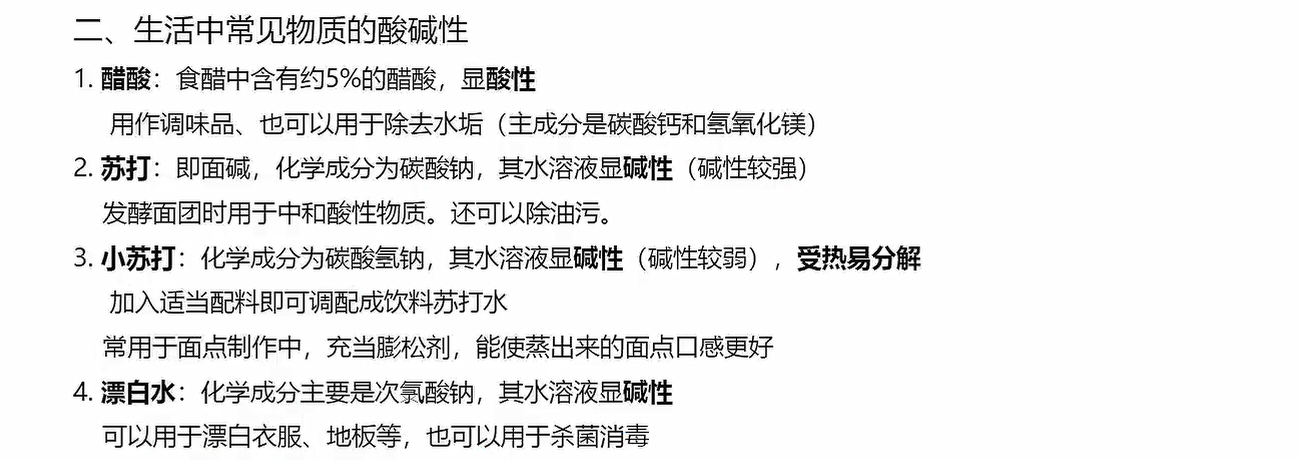 二、生活中常见物质的酸碱性
1. 醋酸：食醋中含有约5%的醋酸，显酸性
用作调味品、也可以用于除去水垢（主成分是碳酸钙和氢氧化镁）
2. 苏打：即面碱，化学成分为碳酸钠，其水溶液显碱性（碱性较强）
发酵面团时用于中和酸性物质。还可以除油污。
3. 小苏打：化学成分为碳酸氢钠，其水溶液显碱性（碱性较弱），受热易分解
加入适当配料即可调配成饮料苏打水
常用于面点制作中，充当膨松剂，能使蒸出来的面点口感更好
4. 漂白水：化学成分主要是次氯酸钠，其水溶液显碱性
可以用于漂白衣服、地板等，也可以用于杀菌消毒